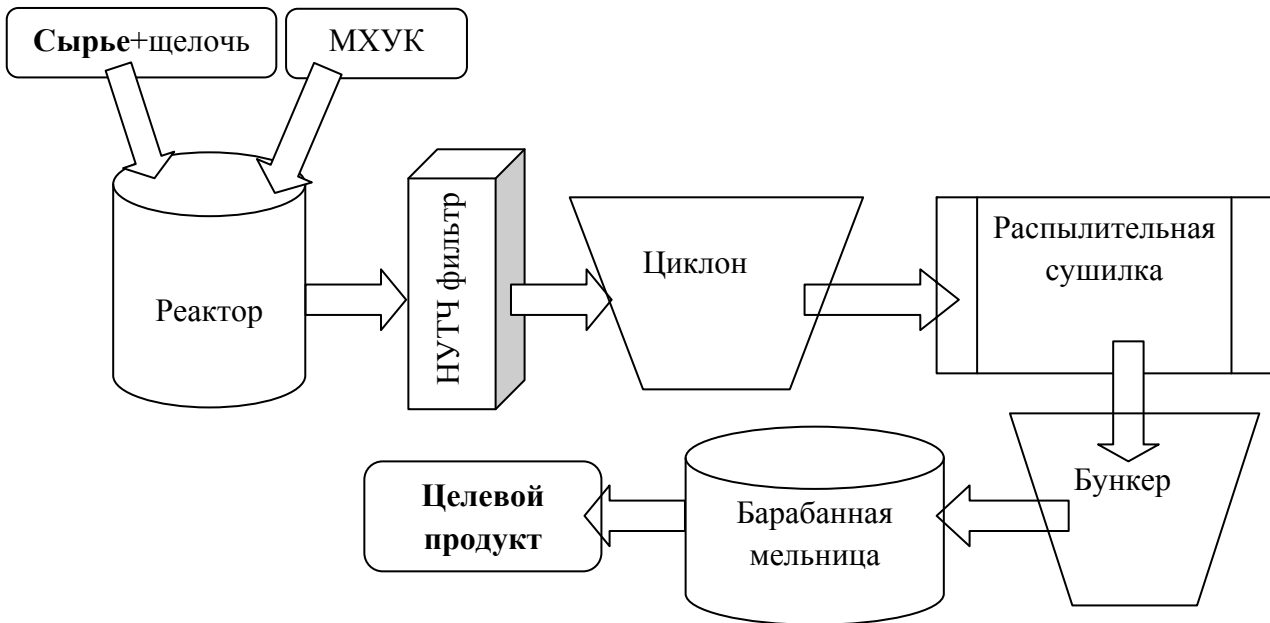 Сырье+щелочь
МХУК
Реактор
НУТЧ фильтр
Циклон
Распылительная
сушилка
Бункер
Барабанная
мельница
Целевой
продукт